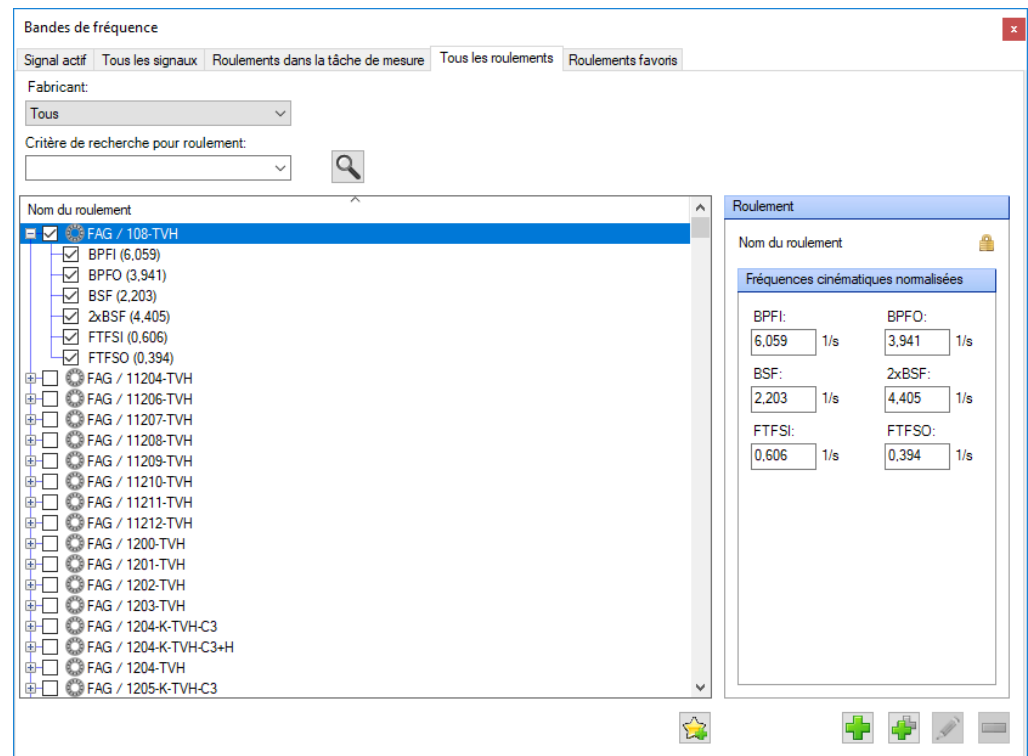 Bandes de fréquence
x
Signal actif Tous les signaux Roulements dans la tâche de mesure Tous les roulements Roulements favoris
Fabricant:
Tous
Critère de recherche pour roulement:
Nom du roulement
FAG / 108-TVH
BPFI (6,059)
BPFO (3,941)
BSF (2,203)
2xBSF (4,405)
FTFSI (0,606)
FTFSO (0,394)
FAG / 11204-TVH
FAG / 11206-TVH
FAG / 11207-TVH
FAG / 11208-TVH
FAG / 11209-TVH
FAG / 11210-TVH
FAG / 11211-TVH
FAG / 11212-TVH
FAG / 1200-TVH
FAG / 1201-TVH
FAG / 1202-TVH
FAG / 1203-TVH
FAG / 1204-K-TVH-C3
FAG / 1204-K-TVH-C3+H
FAG / 1204-TVH
FAG / 1205-K-TVH-C3
Roulement
Nom du roulement
Fréquences cinématiques normalisées
BPFI: BPFO:
6,059 1/s 3,941 1/s
BSF: 2xBSF:
2,203 1/s 4,405 1/s
FTFSI: FTFSO:
0,606 1/s 0,394 1/s